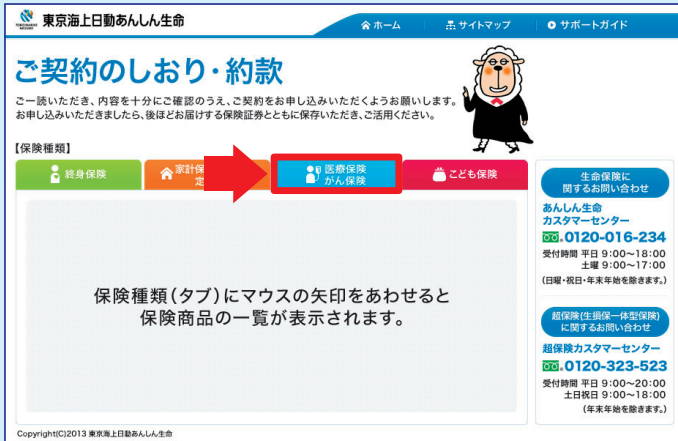 東京海上日動あんしん生命
ホーム
サイトマップ
サポートガイド
ご契約のしおり・約款
ご一読いただき、内容を十分にご確認のうえ、ご契約をお申し込みいただくようお願いします。
お申し込みいただきましたら、後ほどお届けする保険証券とともに保存いただき、ご活用ください。
【保険種類】
終身保険
家計保
定
医療保険
がん保険
こども保険
保険種類(タブ)にマウスの矢印をあわせると
保険商品の一覧が表示されます。
生命保険に
関するお問い合わせ
あんしん生命
カスタマーセンター
0120-016-234
受付時間 平日 9:00〜18:00
土曜 9:00〜17:00
(日曜・祝日・年末年始を除きます。)
超保険(生損保一体型保険)
に関するお問い合わせ
超保険カスタマーセンター
0120-323-523
受付時間 平日 9:00〜20:00
土日祝日 9:00〜18:00
(年末年始を除きます。)
Copyright(C)2013 東京海上日動あんしん生命